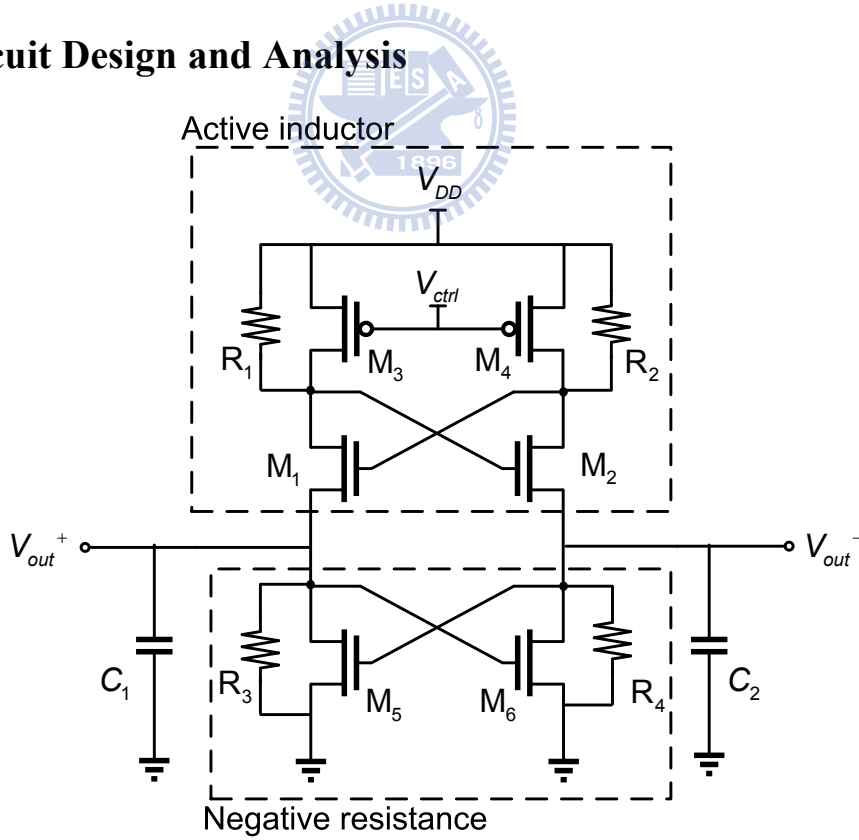 cuit Design and Analysis
E S A
1896
Active inductor
V_DD
V_ctrl
R₁
M₃
M₄
R₂
M₁
M₂
V_out⁺
V_out⁻
C₁
R₃
M₅
M₆
R₄
C₂
Negative resistance